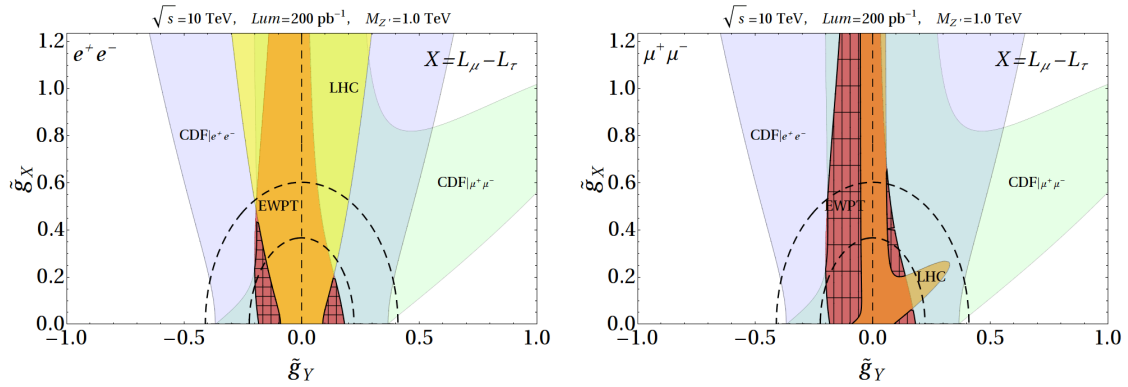 √s =10 TeV, Lum=200 pb⁻¹, M_Z' =1.0 TeV
e⁺ e⁻
X = L_μ − L_τ
LHC
CDF|e⁺ e⁻
CDF|μ⁺ μ⁻
EWPT
1.2
1.0
0.8
0.6
0.4
0.2
0.0
g̃_X
−1.0
−0.5
0.0
0.5
1.0
g̃_Y
√s =10 TeV, Lum=200 pb⁻¹, M_Z' =1.0 TeV
μ⁺ μ⁻
X = L_μ − L_τ
CDF|e⁺ e⁻
CDF|μ⁺ μ⁻
EWPT
LHC
1.2
1.0
0.8
0.6
0.4
0.2
0.0
g̃_X
−1.0
−0.5
0.0
0.5
1.0
g̃_Y